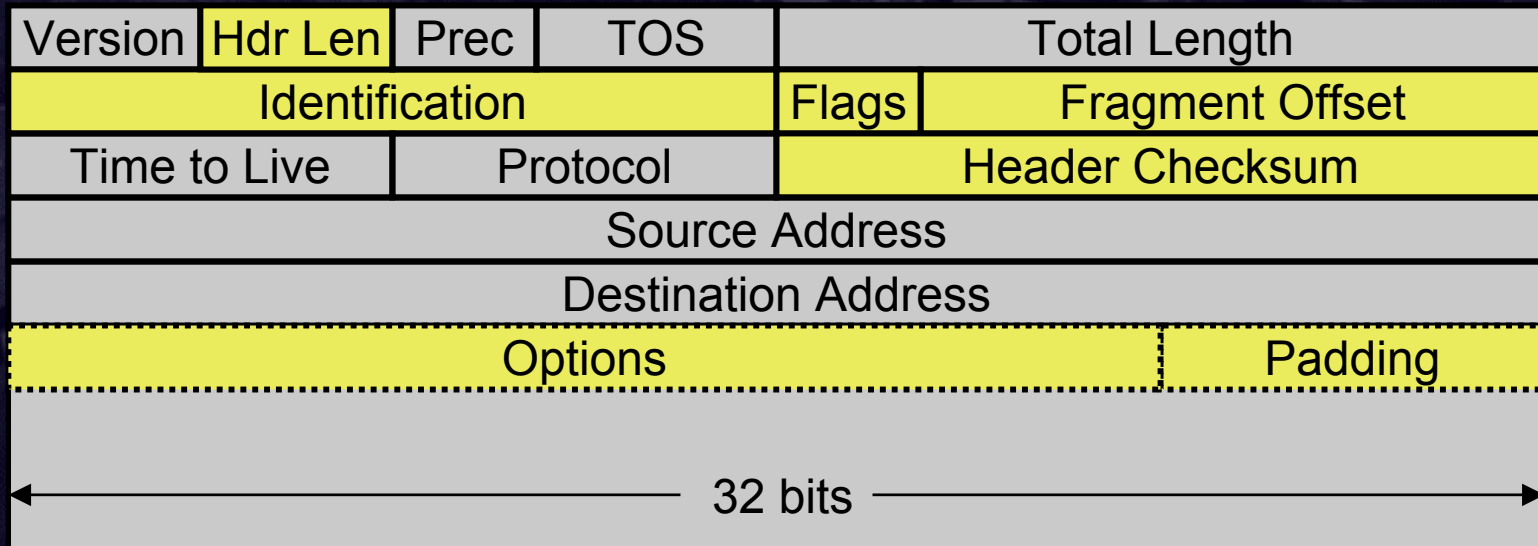 Version Hdr Len Prec TOS Total Length
Identification Flags Fragment Offset
Time to Live Protocol Header Checksum
Source Address
Destination Address
Options Padding
32 bits